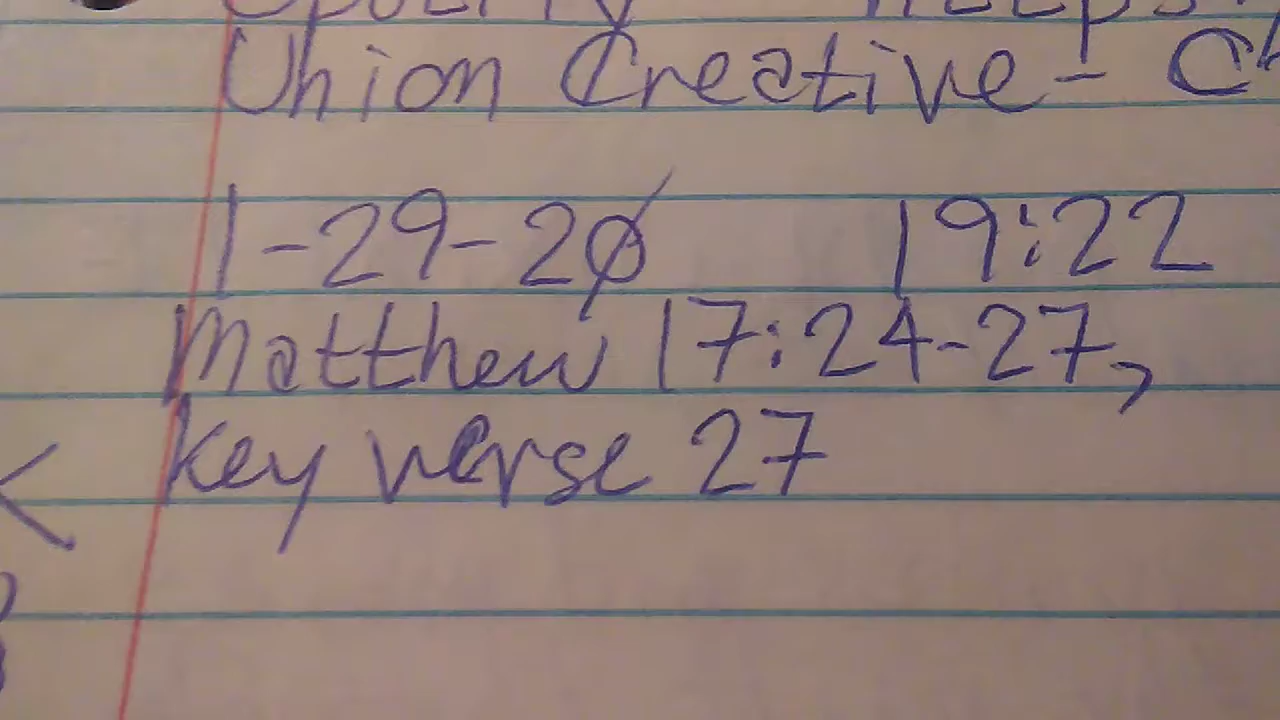 Union Creative-
1-29-20 19:22
Matthew 17:24-27,
key verse 27